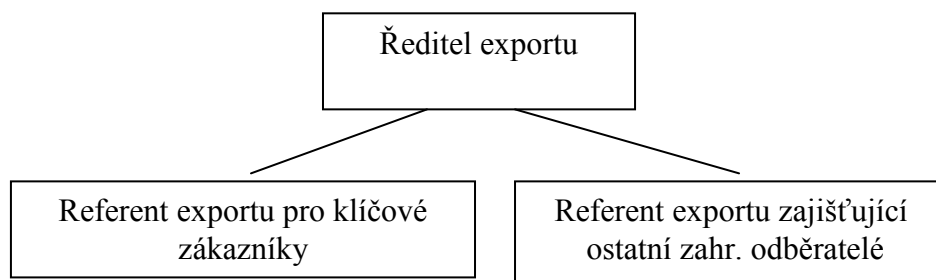 Ředitel exportu
Referent exportu pro klíčové
zákazníky
Referent exportu zajišťující
ostatní zahr. odběratelé